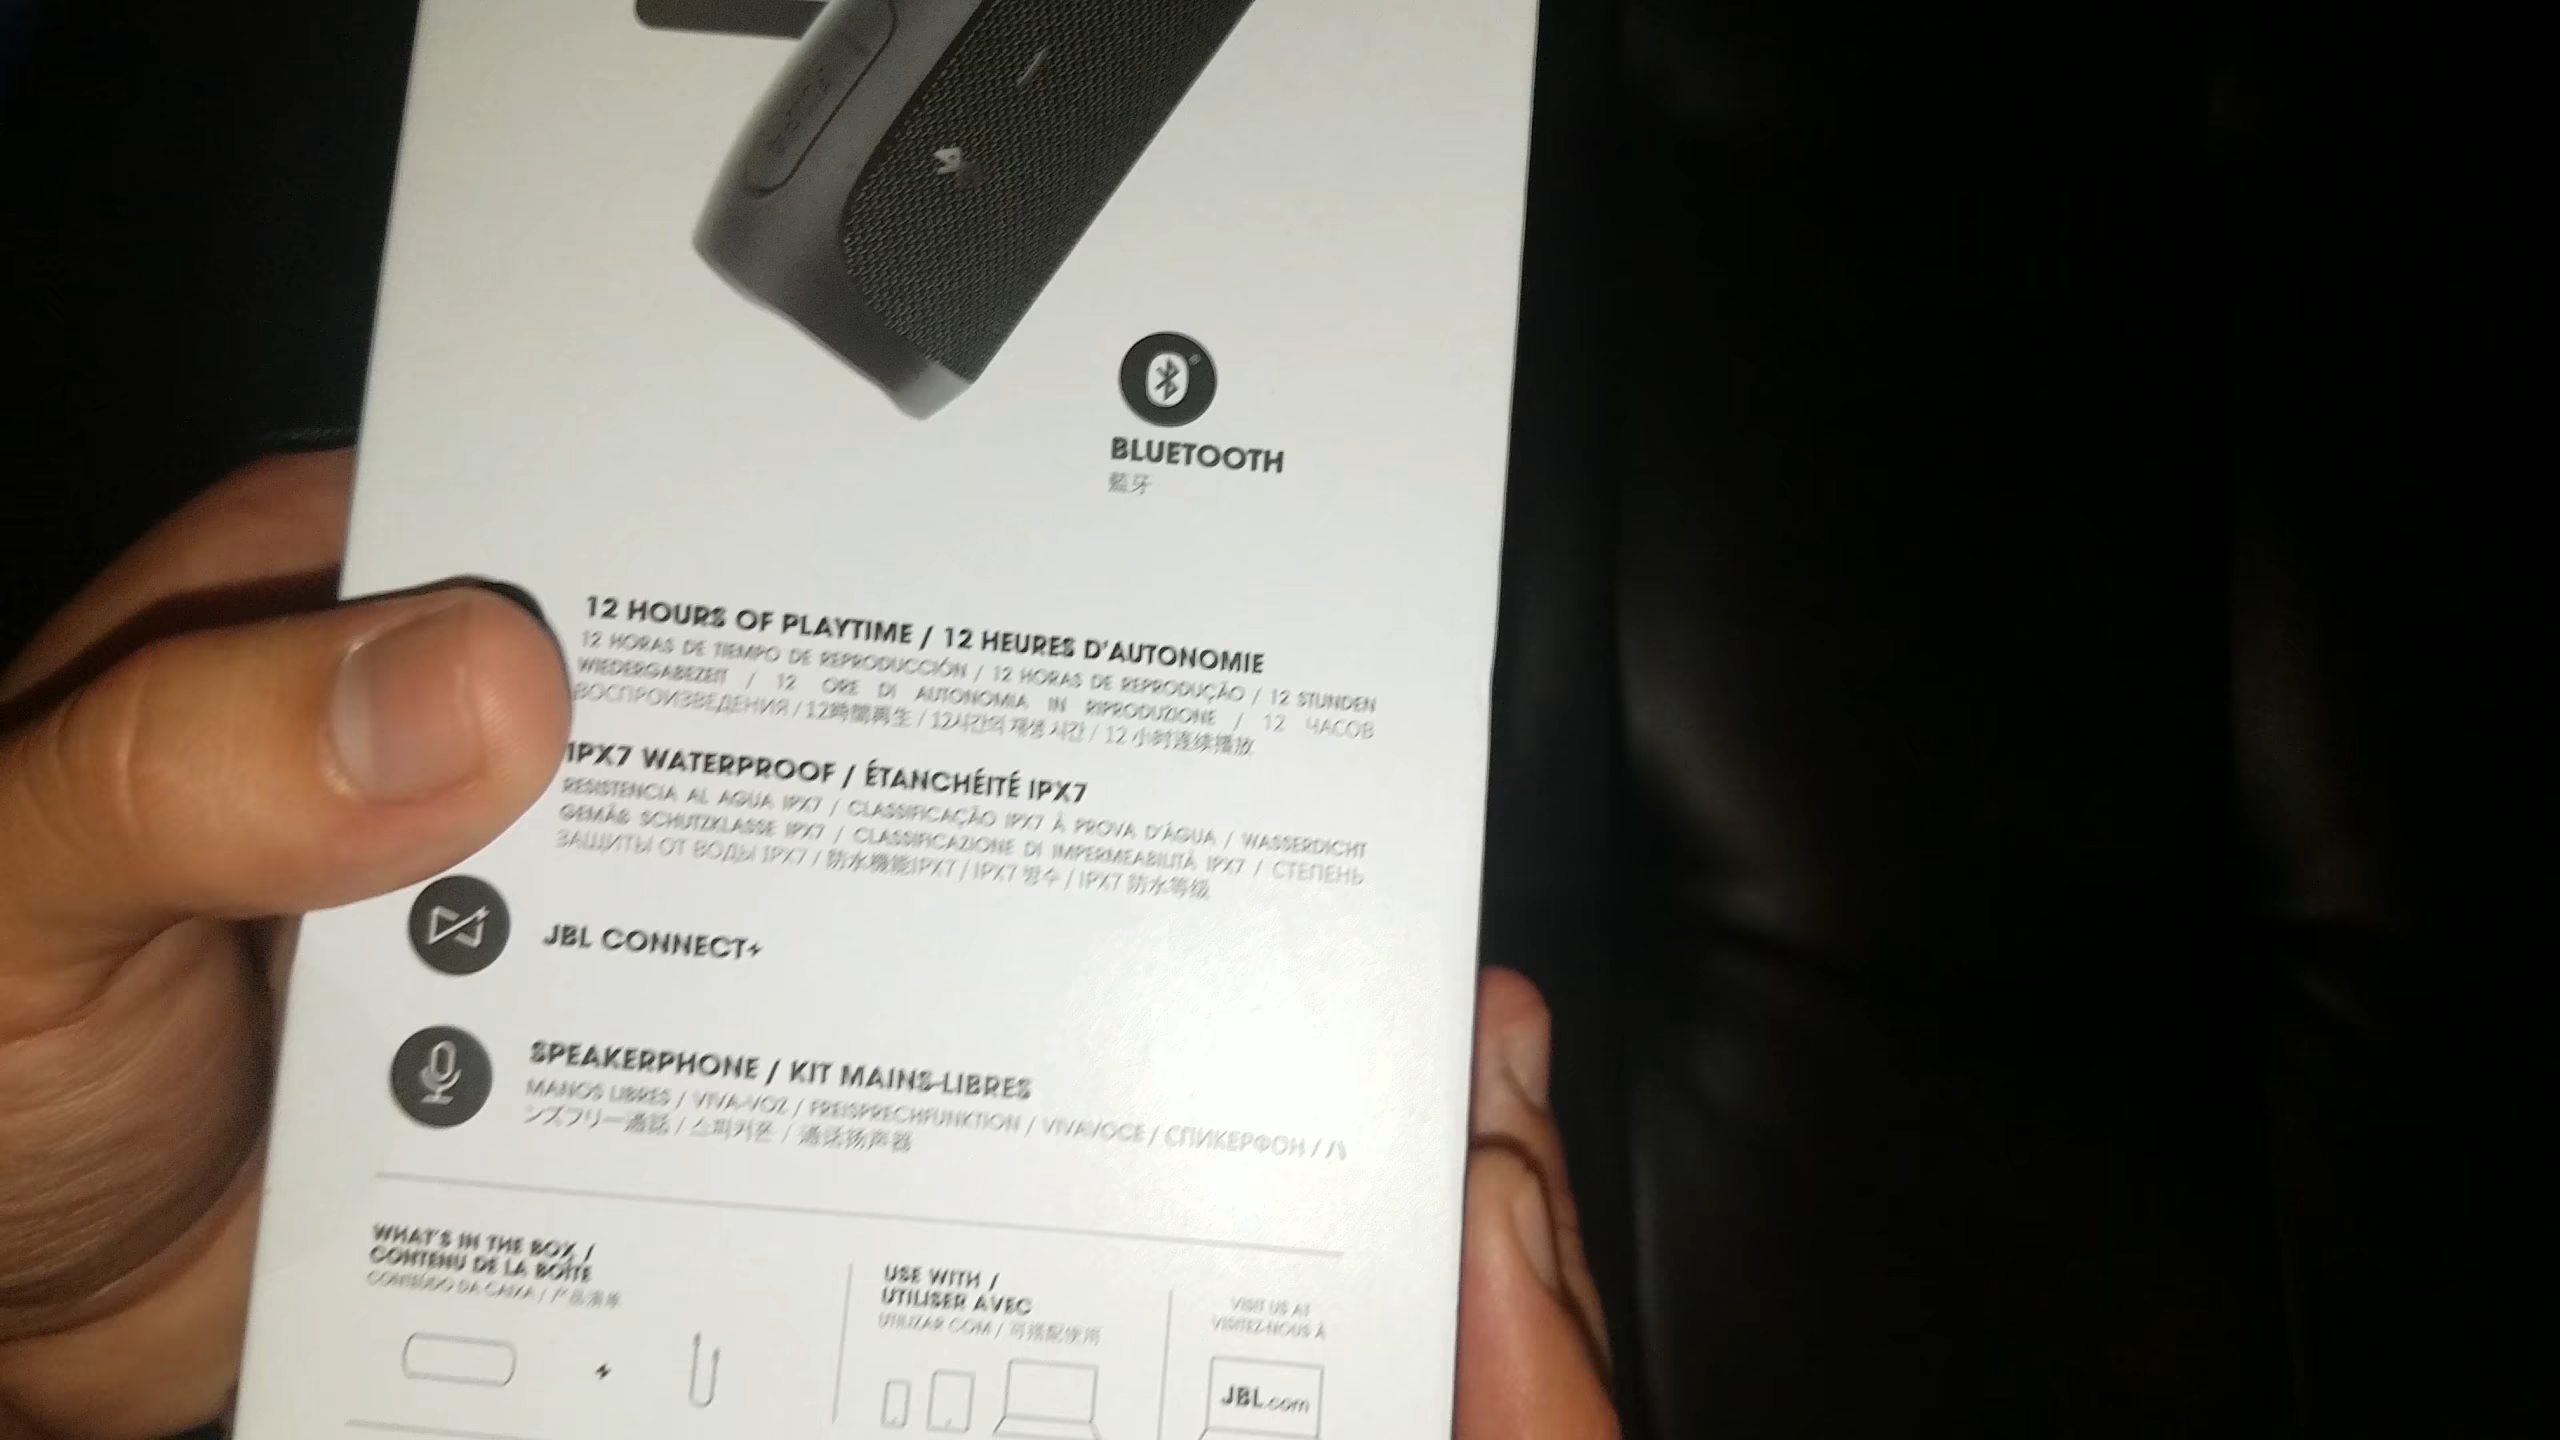 BLUETOOTH
藍牙
12 HOURS OF PLAYTIME / 12 HEURES D'AUTONOMIE
12 HORAS DE TIEMPO DE REPRODUCCIÓN / 12 HORAS DE REPRODUÇÃO / 12 STUNDEN
WIEDERGABEZEIT / 12 ORE DI AUTONOMIA IN RIPRODUZIONE / 12 ЧАСОВ
ВОСПРОИЗВЕДЕНИЯ / 12時間再生 / 12시간의 재생 시간 / 12 小时连续播放
IPX7 WATERPROOF / ÉTANCHÉITÉ IPX7
RESISTENCIA AL AGUA IPX7 / CLASSIFICAÇÃO IPX7 À PROVA D'ÁGUA / WASSERDICHT
GEMÄß SCHUTZKLASSE IPX7 / CLASSIFICAZIONE DI IMPERMEABILITÀ IPX7 / СТЕПЕНЬ
ЗАЩИТЫ ОТ ВОДЫ IPX7 / 防水機能IPX7 / IPX7 방수 / IPX7 防水等级
JBL CONNECT+
SPEAKERPHONE / KIT MAINS-LIBRES
MANOS LIBRES / VIVA-VOZ / FREISPRECHFUNKTION / VIVAVOCE / СПИКЕРФОН / ハ
ンズフリー通話 / 스피커폰 / 通话扬声器
WHAT'S IN THE BOX /
CONTENU DE LA BOÎTE
CONTEÚDO DA CAIXA / 产品清单
USE WITH /
UTILISER AVEC
UTILIZAR COM / 可搭配使用
VISIT US AT
VISITEZ-NOUS À
JBL.com